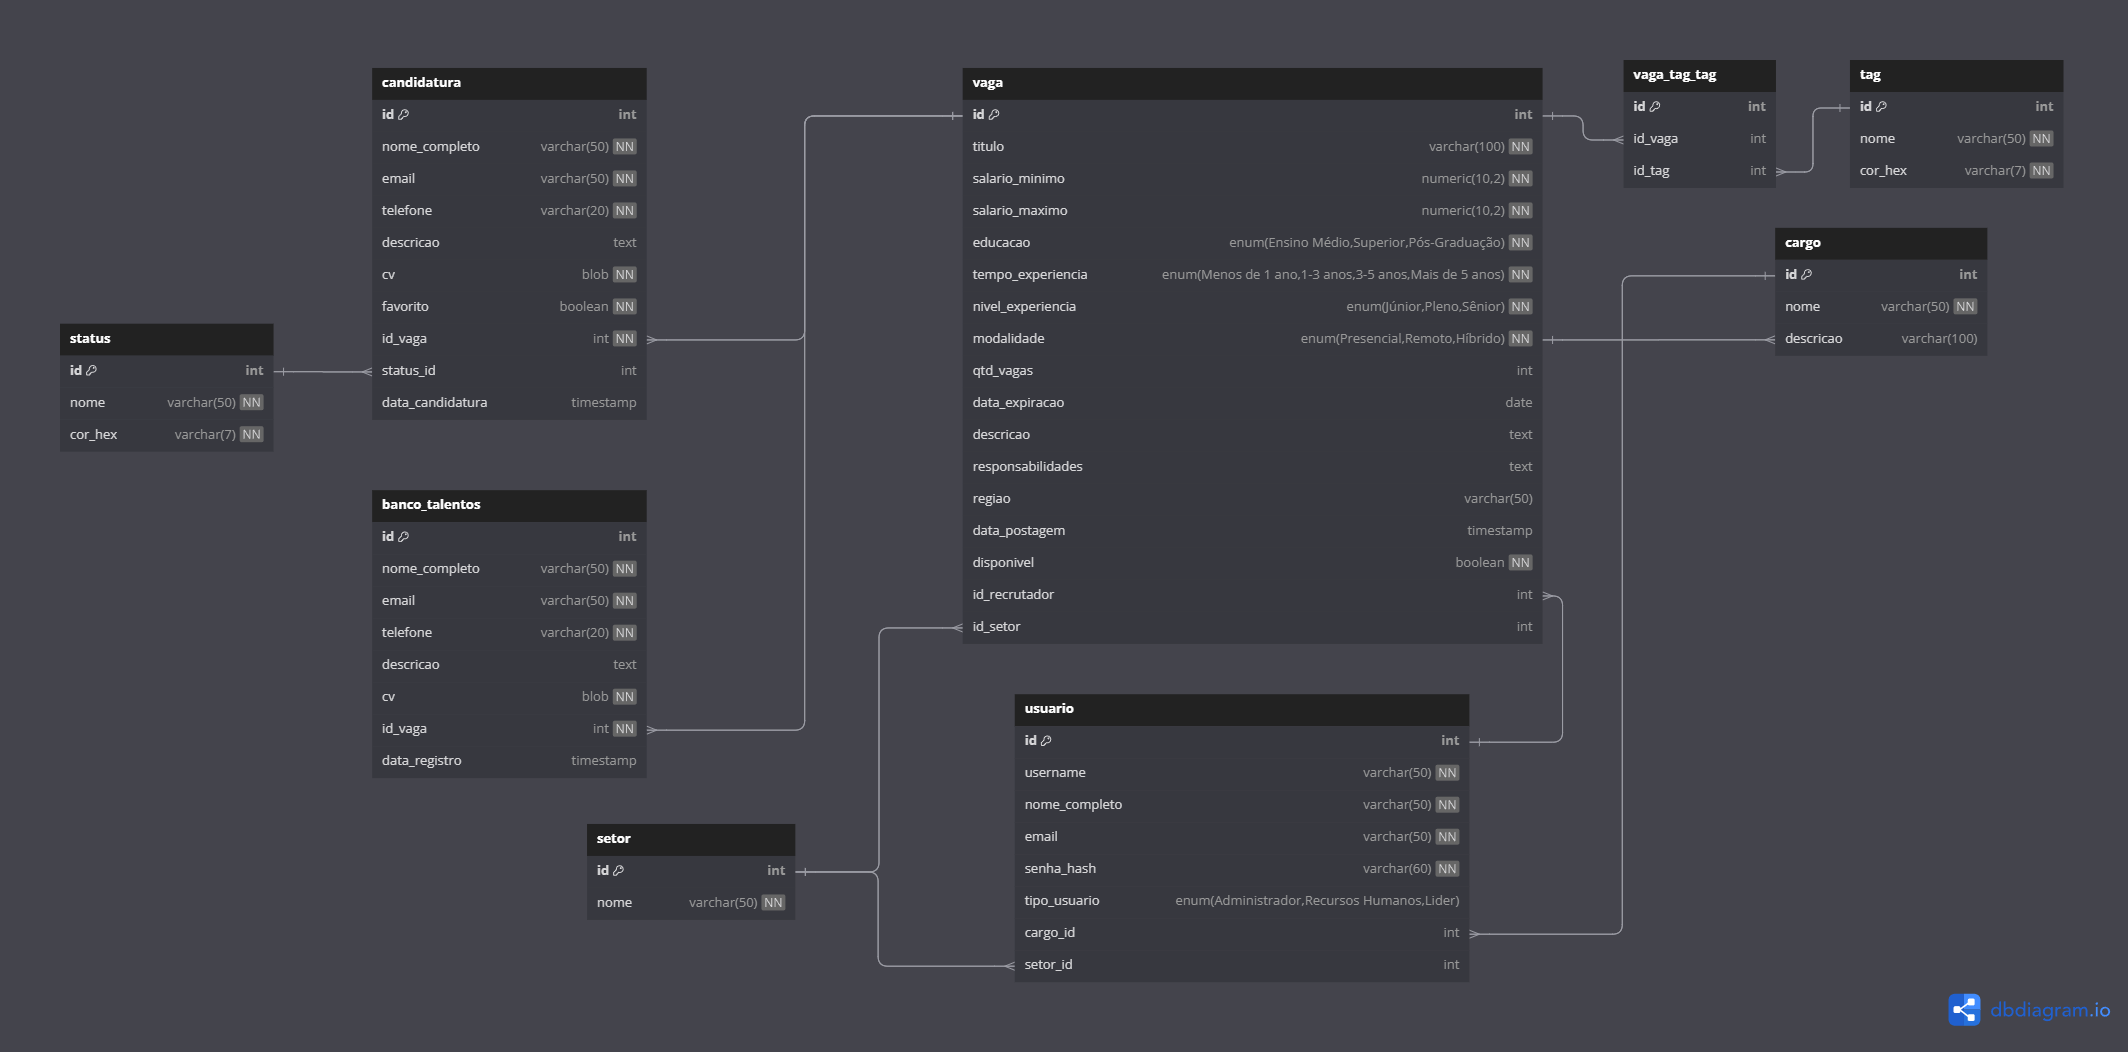 candidatura
id int
nome_completo varchar(50) NN
email varchar(50) NN
telefone varchar(20) NN
descricao text
cv blob NN
favorito boolean NN
id_vaga int NN
status_id int
data_candidatura timestamp
vaga
id int
titulo varchar(100) NN
salario_minimo numeric(10,2) NN
salario_maximo numeric(10,2) NN
educacao enum(Ensino Médio,Superior,Pós-Graduação) NN
tempo_experiencia enum(Menos de 1 ano,1-3 anos,3-5 anos,Mais de 5 anos) NN
nivel_experiencia enum(Júnior,Pleno,Sênior) NN
modalidade enum(Presencial,Remoto,Híbrido) NN
qtd_vagas int
data_expiracao date
descricao text
responsabilidades text
regiao varchar(50)
data_postagem timestamp
disponivel boolean NN
id_recrutador int
id_setor int
vaga_tag_tag
id int
id_vaga int
id_tag int
tag
id int
nome varchar(50) NN
cor_hex varchar(7) NN
cargo
id int
nome varchar(50) NN
descricao varchar(100)
status
id int
nome varchar(50) NN
cor_hex varchar(7) NN
banco_talentos
id int
nome_completo varchar(50) NN
email varchar(50) NN
telefone varchar(20) NN
descricao text
cv blob NN
id_vaga int NN
data_registro timestamp
usuario
id int
username varchar(50) NN
nome_completo varchar(50) NN
email varchar(50) NN
senha_hash varchar(60) NN
tipo_usuario enum(Administrador,Recursos Humanos,Lider)
cargo_id int
setor_id int
setor
id int
nome varchar(50) NN
dbdiagram.io